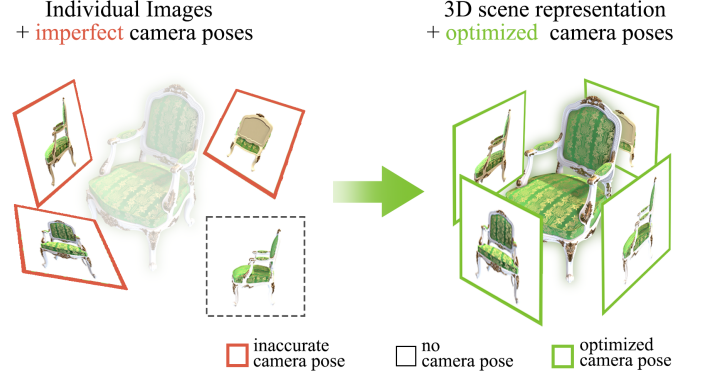 Individual Images
+ imperfect camera poses
3D scene representation
+ optimized camera poses
inaccurate
camera pose
no
camera pose
optimized
camera pose